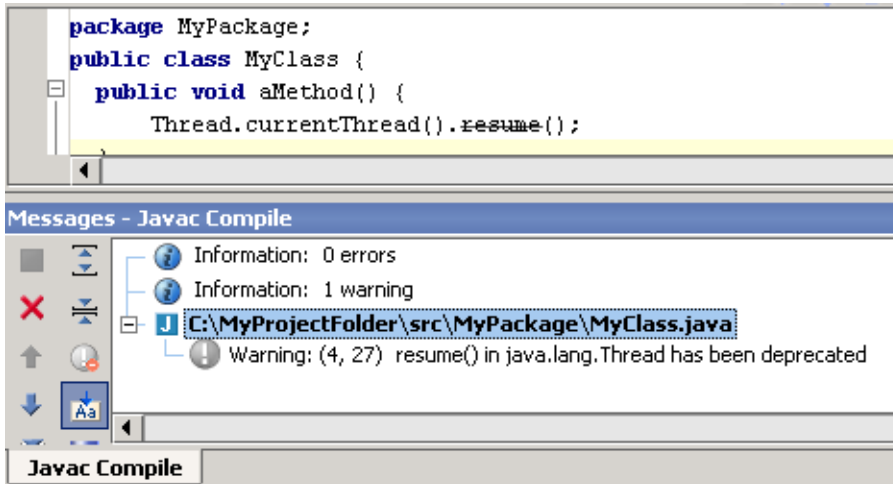 package MyPackage;
public class MyClass {
public void aMethod() {
Thread.currentThread().resume();
Messages - Javac Compile
Information: 0 errors
Information: 1 warning
C:\MyProjectFolder\src\MyPackage\MyClass.java
Warning: (4, 27) resume() in java.lang.Thread has been deprecated
Javac Compile